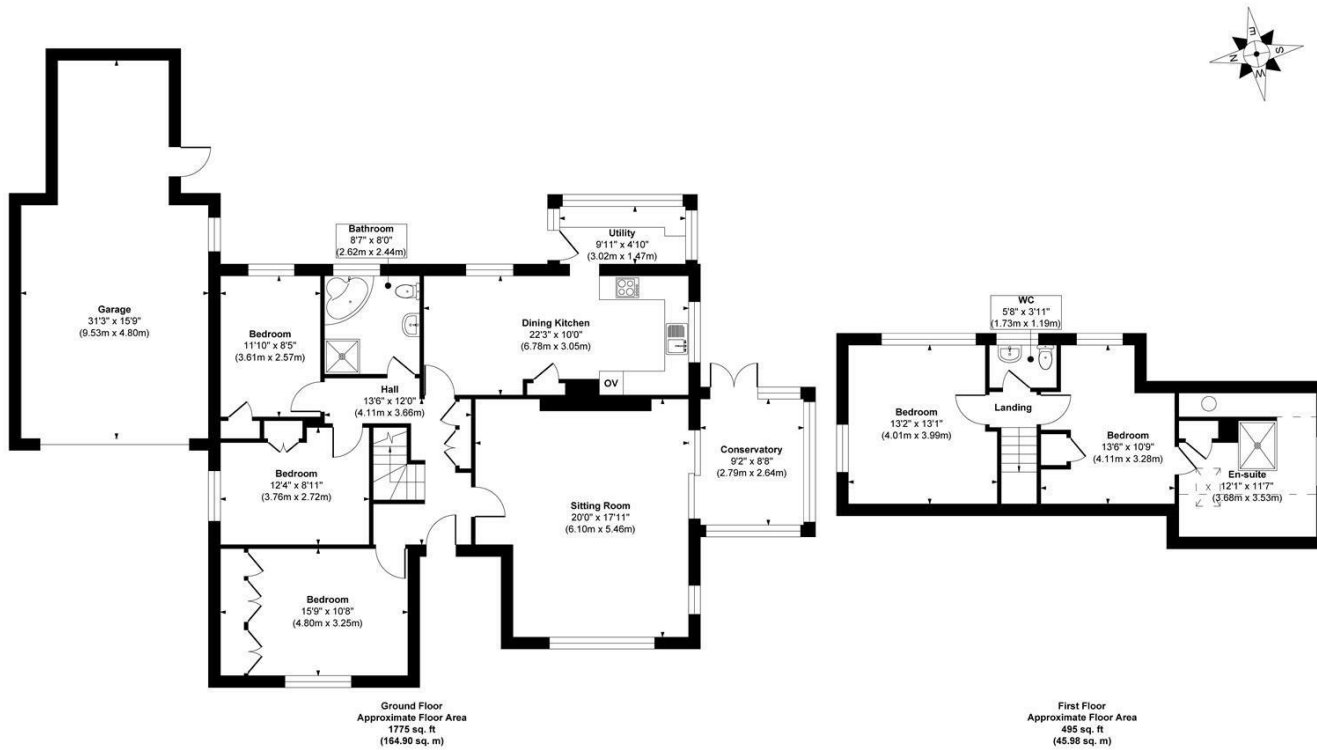 E
N
S
W
Garage
31'3" x 15'9"
(9.53m x 4.80m)
Bedroom
11'10" x 8'5"
(3.61m x 2.57m)
Bathroom
8'7" x 8'0"
(2.62m x 2.44m)
Hall
13'6" x 12'0"
(4.11m x 3.66m)
Dining Kitchen
22'3" x 10'0"
(6.78m x 3.05m)
OV
Utility
9'11" x 4'10"
(3.02m x 1.47m)
Bedroom
12'4" x 8'11"
(3.76m x 2.72m)
Sitting Room
20'0" x 17'11"
(6.10m x 5.46m)
Conservatory
9'2" x 8'8"
(2.79m x 2.64m)
Bedroom
15'9" x 10'8"
(4.80m x 3.25m)
Ground Floor
Approximate Floor Area
1775 sq. ft
(164.90 sq. m)
WC
5'8" x 3'11"
(1.73m x 1.19m)
Bedroom
13'2" x 13'1"
(4.01m x 3.99m)
Landing
Bedroom
13'6" x 10'9"
(4.11m x 3.28m)
En-suite
12'1" x 11'7"
(3.68m x 3.53m)
First Floor
Approximate Floor Area
495 sq. ft
(45.98 sq. m)